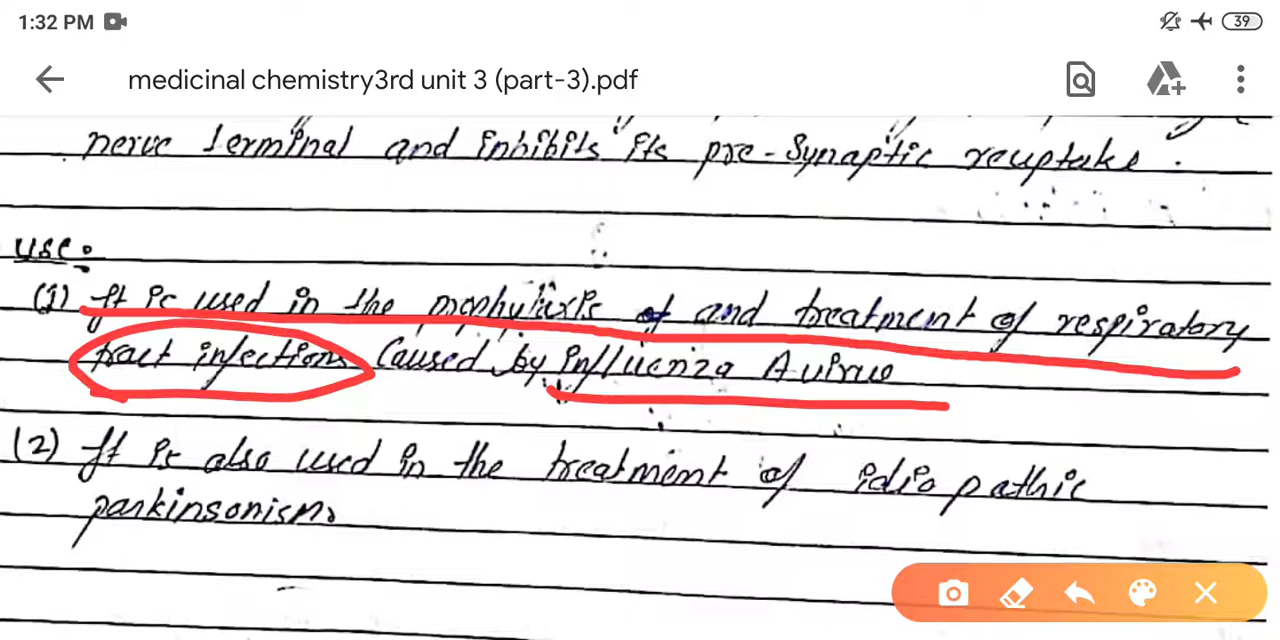 1:32 PM
39
medicinal chemistry3rd unit 3 (part-3).pdf
nerve terminal and inhibits its pre-synaptic reuptake.
use:
(1) It is used in the prophylaxis of and treatment of respiratory
tract infections caused by influenza A virus
(2) It is also used in the treatment of idiopathic
parkinsonism.